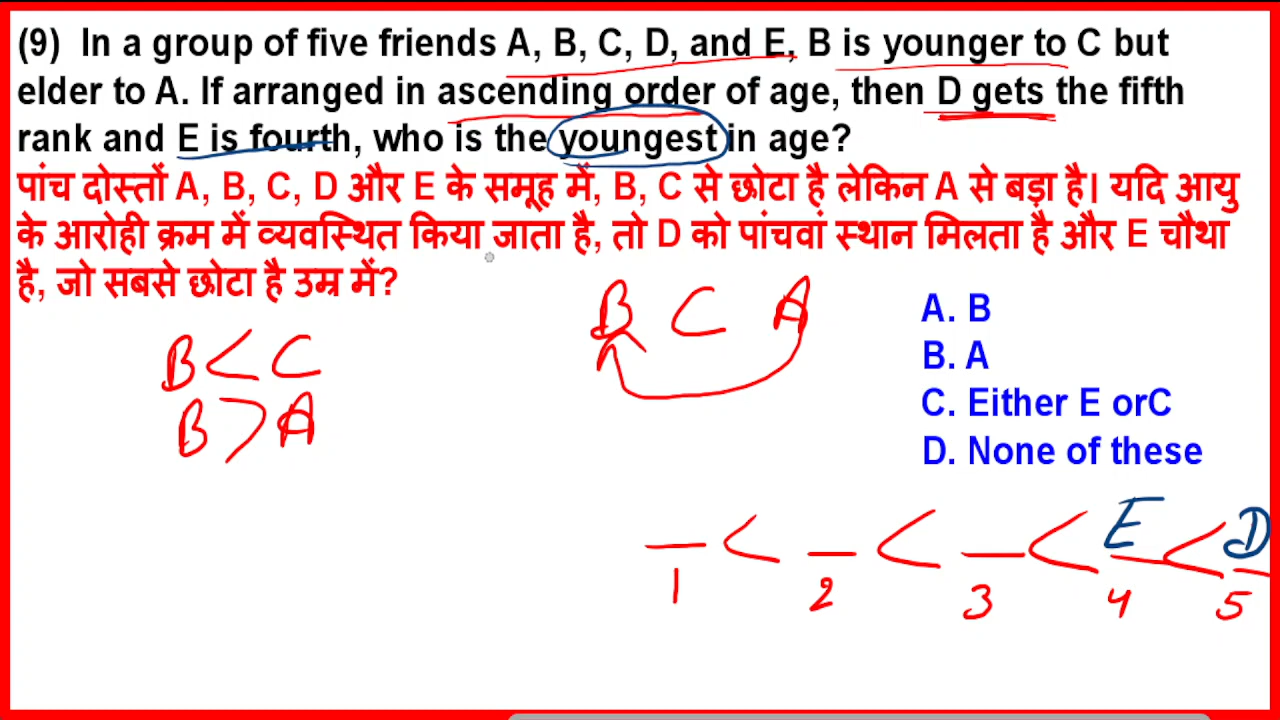 (9) In a group of five friends A, B, C, D, and E, B is younger to C but
elder to A. If arranged in ascending order of age, then D gets the fifth
rank and E is fourth, who is the youngest in age?
पांच दोस्तों A, B, C, D और E के समूह में, B, C से छोटा है लेकिन A से बड़ा है। यदि आयु
के आरोही क्रम में व्यवस्थित किया जाता है, तो D को पांचवां स्थान मिलता है और E चौथा
है, जो सबसे छोटा है उम्र में?
B C A
B < C
B > A
A. B
B. A
C. Either E orC
D. None of these
_ < _ < _ < E < D
1 2 3 4 5